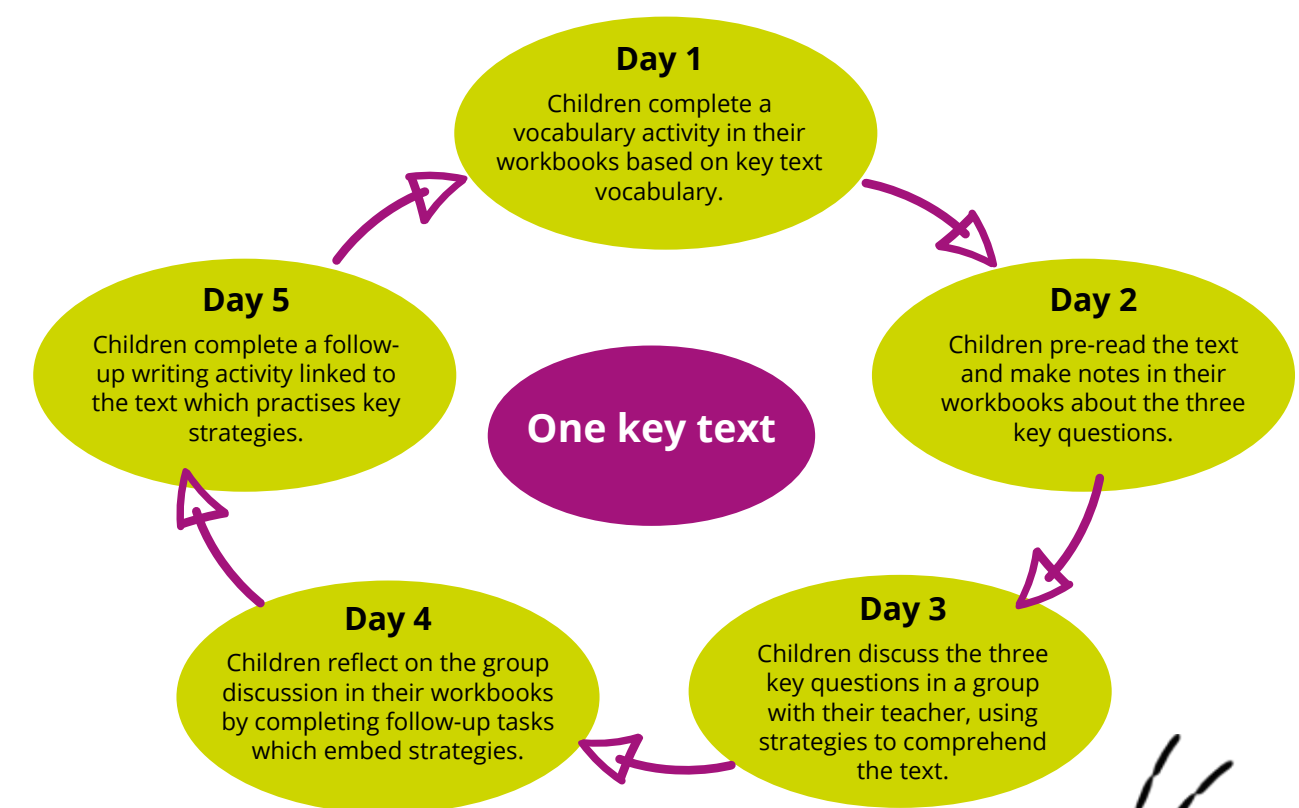 Day 1
Children complete a
vocabulary activity in their
workbooks based on key text
vocabulary.
Day 2
Children pre-read the text
and make notes in their
workbooks about the three
key questions.
Day 3
Children discuss the three
key questions in a group
with their teacher, using
strategies to comprehend
the text.
Day 4
Children reflect on the group
discussion in their workbooks
by completing follow-up tasks
which embed strategies.
Day 5
Children complete a follow-
up writing activity linked to
the text which practises key
strategies.
One key text